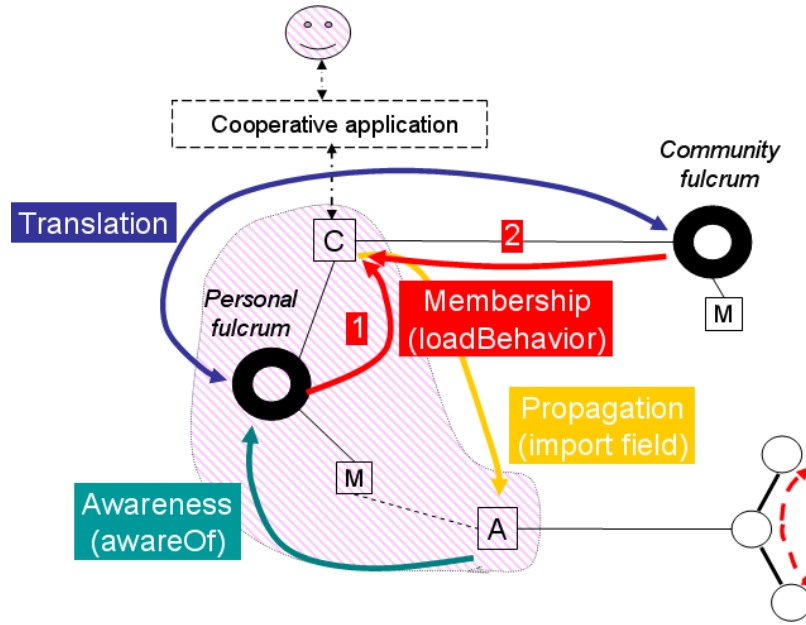 Cooperative application
Community
fulcrum
Translation
C
2
M
Membership
(loadBehavior)
Personal
fulcrum
1
Propagation
(import field)
M
Awareness
(awareOf)
A